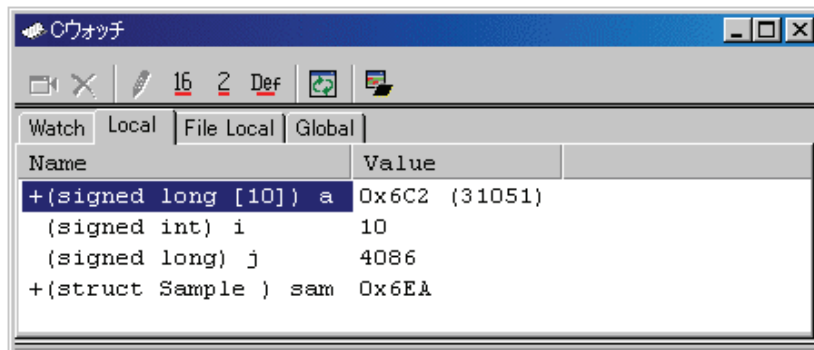 Cウォッチ
16 2 Def
Watch Local File Local Global
Name Value
+(signed long [10]) a 0x6C2 (31051)
(signed int) i 10
(signed long) j 4086
+(struct Sample ) sam 0x6EA